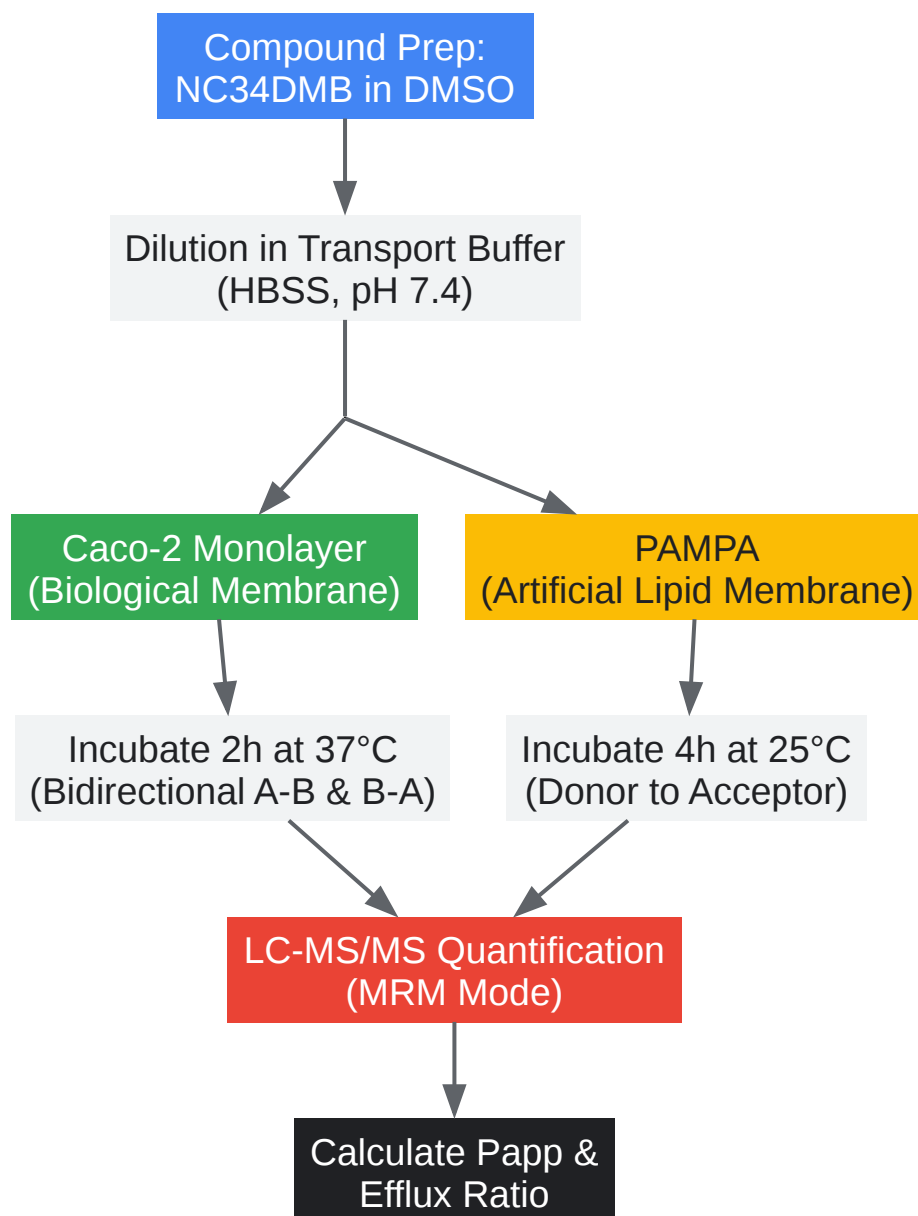 Compound Prep:
NC34DMB in DMSO
Dilution in Transport Buffer
(HBSS, pH 7.4)
Caco-2 Monolayer
(Biological Membrane)
PAMPA
(Artificial Lipid Membrane)
Incubate 2h at 37°C
(Bidirectional A-B & B-A)
Incubate 4h at 25°C
(Donor to Acceptor)
LC-MS/MS Quantification
(MRM Mode)
Calculate Papp &
Efflux Ratio